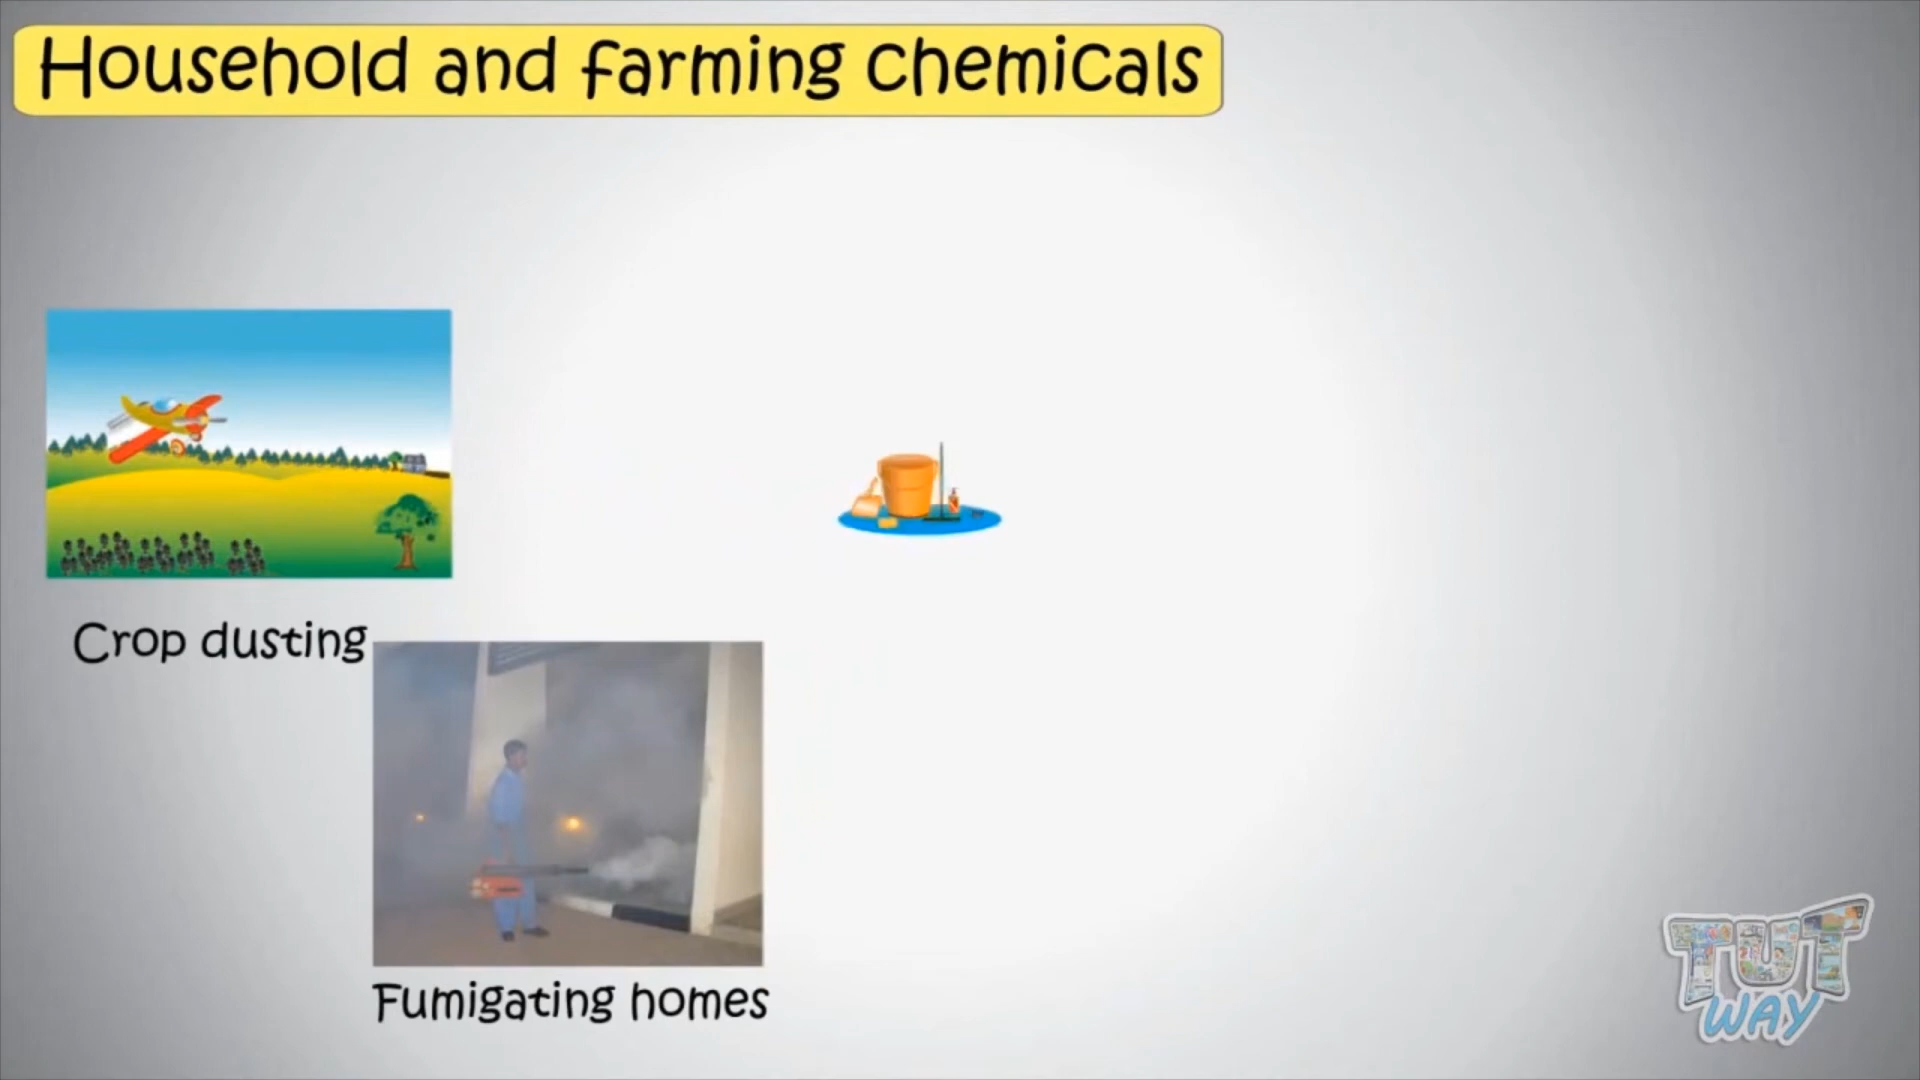 Household and farming chemicals
Crop dusting
Fumigating homes
TUT
WAY